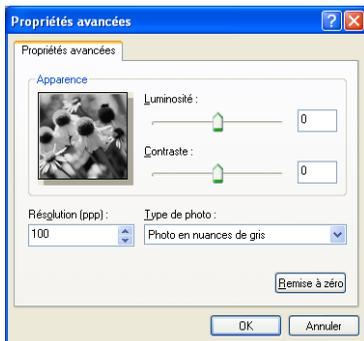 Propriétés avancées
Propriétés avancées
Apparence
Luminosité :
0
Contraste :
0
Résolution (ppp) :
Type de photo :
100
Photo en nuances de gris
Remise à zéro
OK
Annuler